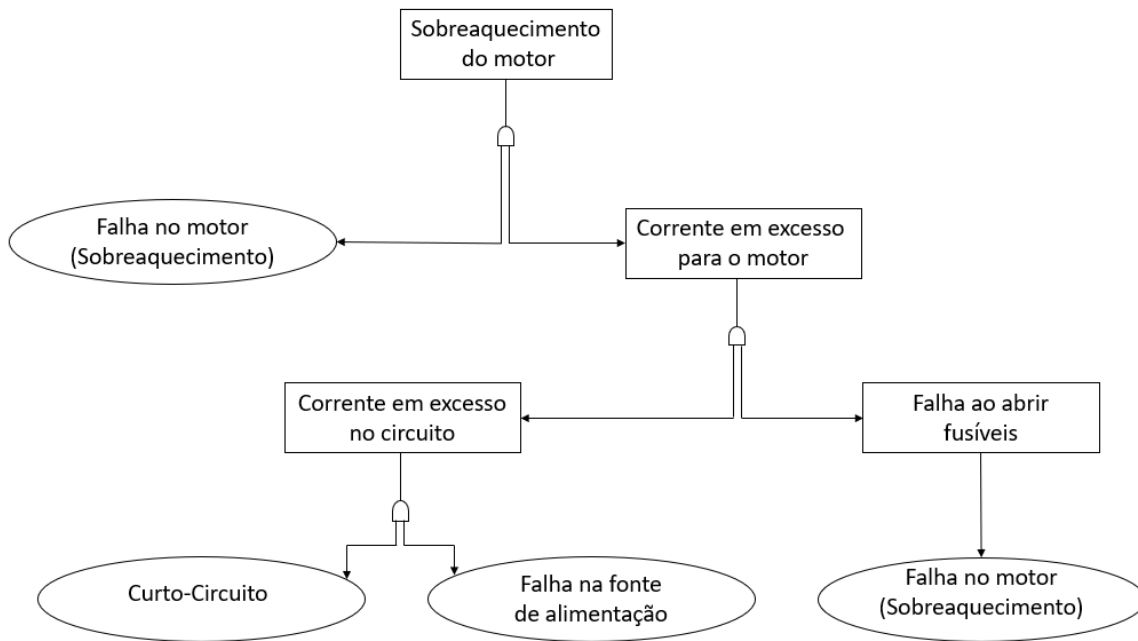 Sobreaquecimento
do motor
Falha no motor
(Sobreaquecimento)
Corrente em excesso
para o motor
Corrente em excesso
no circuito
Falha ao abrir
fusíveis
Curto-Circuito
Falha na fonte
de alimentação
Falha no motor
(Sobreaquecimento)